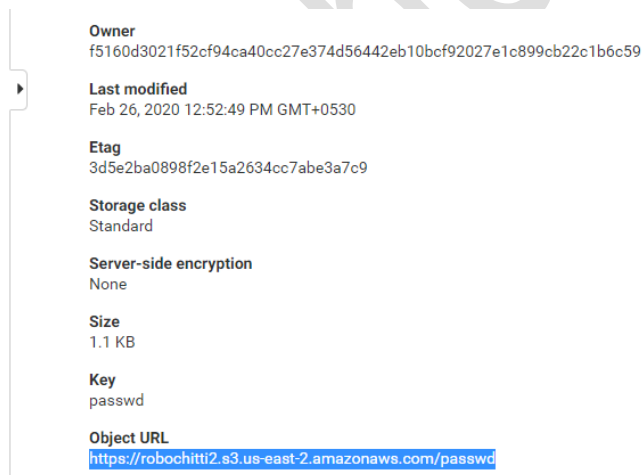 Owner
f5160d3021f52cf94ca40cc27e374d56442eb10bcf92027e1c899cb22c1b6c59
Last modified
Feb 26, 2020 12:52:49 PM GMT+0530
Etag
3d5e2ba0898f2e15a2634cc7abe3a7c9
Storage class
Standard
Server-side encryption
None
Size
1.1 KB
Key
passwd
Object URL
https://robochitti2.s3.us-east-2.amazonaws.com/passwd